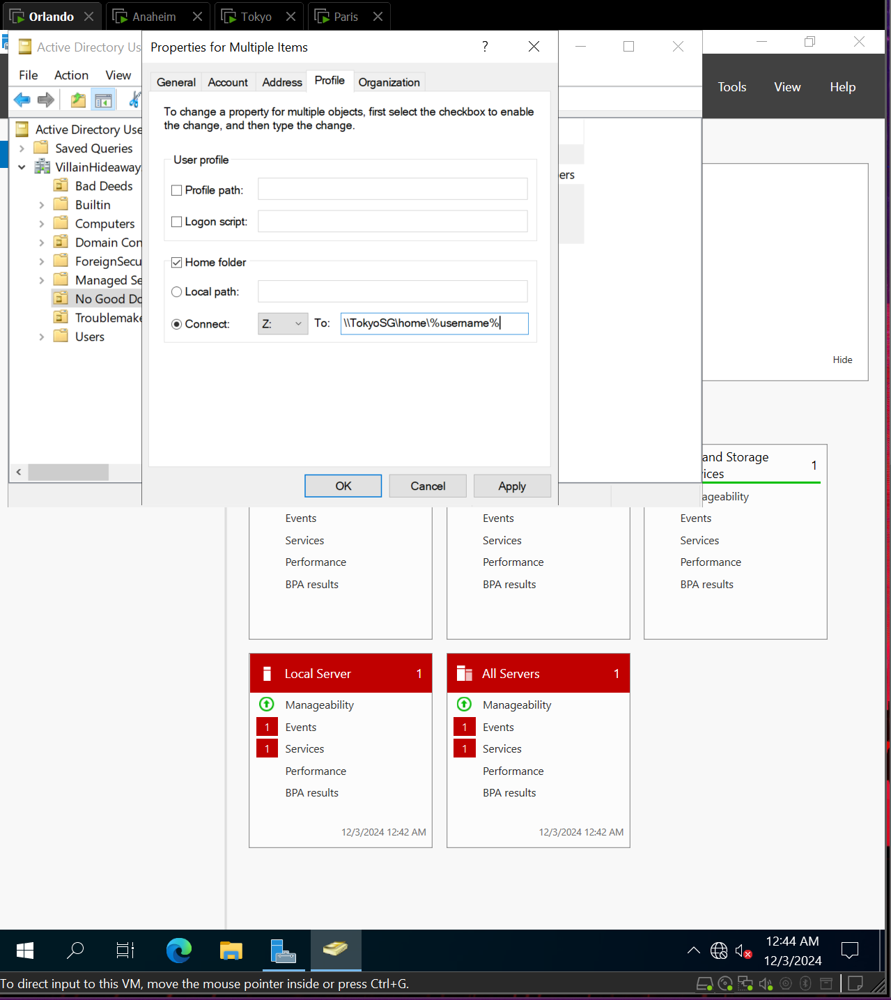 Orlando
Anaheim
Tokyo
Paris
Active Directory Us
Properties for Multiple Items
?
File
Action
View
General
Account
Address
Profile
Organization
Tools
View
Help
To change a property for multiple objects, first select the checkbox to enable
the change, and then type the change.
Active Directory Use
Saved Queries
VillainHideaway
Bad Deeds
Builtin
Computers
Domain Con
ForeignSecu
Managed Se
No Good Do
Troublemake
Users
User profile
Profile path:
Logon script:
Home folder
Local path:
Connect:
Z:
To:
\\TokyoSG\home\%username%
ers
Hide
OK
Cancel
Apply
and Storage
ices
1
ageability
Events
Services
Performance
BPA results
Events
Services
Performance
BPA results
Events
Services
Performance
BPA results
Local Server 1
Manageability
1 Events
1 Services
Performance
BPA results
12/3/2024 12:42 AM
All Servers 1
Manageability
1 Events
1 Services
Performance
BPA results
12/3/2024 12:42 AM
12:44 AM
12/3/2024
To direct input to this VM, move the mouse pointer inside or press Ctrl+G.